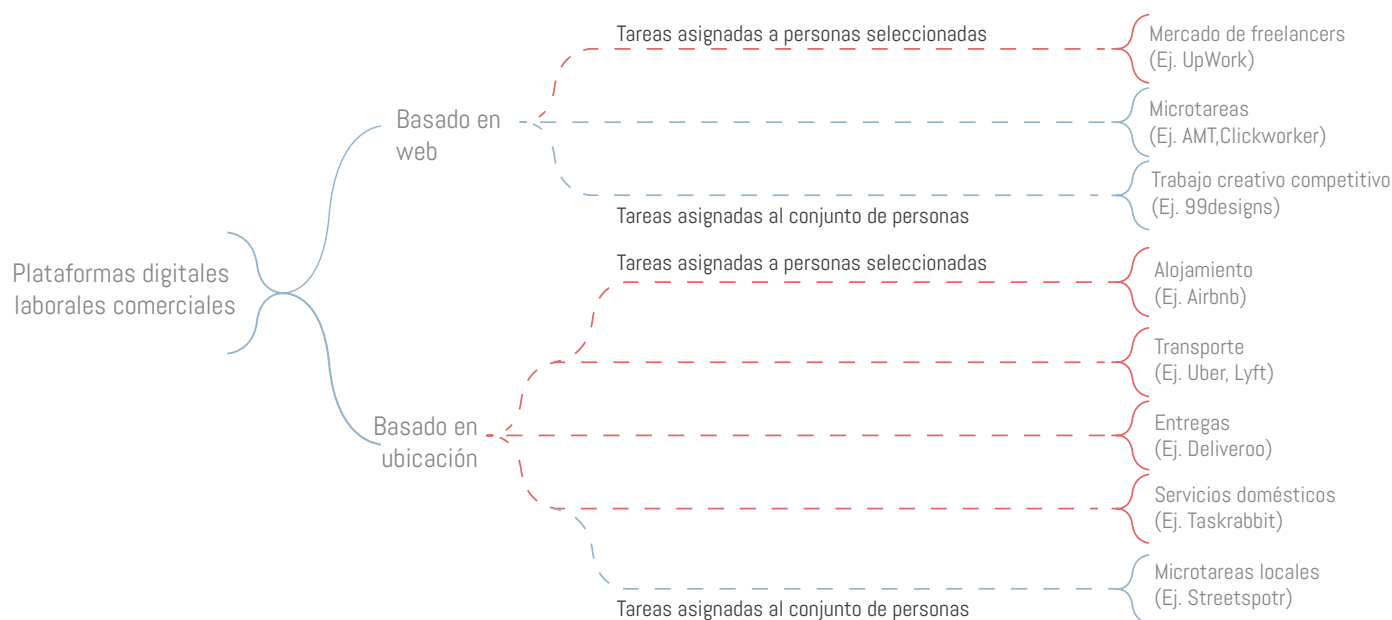 Plataformas digitales
laborales comerciales
Basado en
web
Tareas asignadas a personas seleccionadas
Mercado de freelancers
(Ej. UpWork)
Microtareas
(Ej. AMT,Clickworker)
Trabajo creativo competitivo
(Ej. 99designs)
Tareas asignadas al conjunto de personas
Basado en
ubicación
Tareas asignadas a personas seleccionadas
Alojamiento
(Ej. Airbnb)
Transporte
(Ej. Uber, Lyft)
Entregas
(Ej. Deliveroo)
Servicios domésticos
(Ej. Taskrabbit)
Microtareas locales
(Ej. Streetspotr)
Tareas asignadas al conjunto de personas